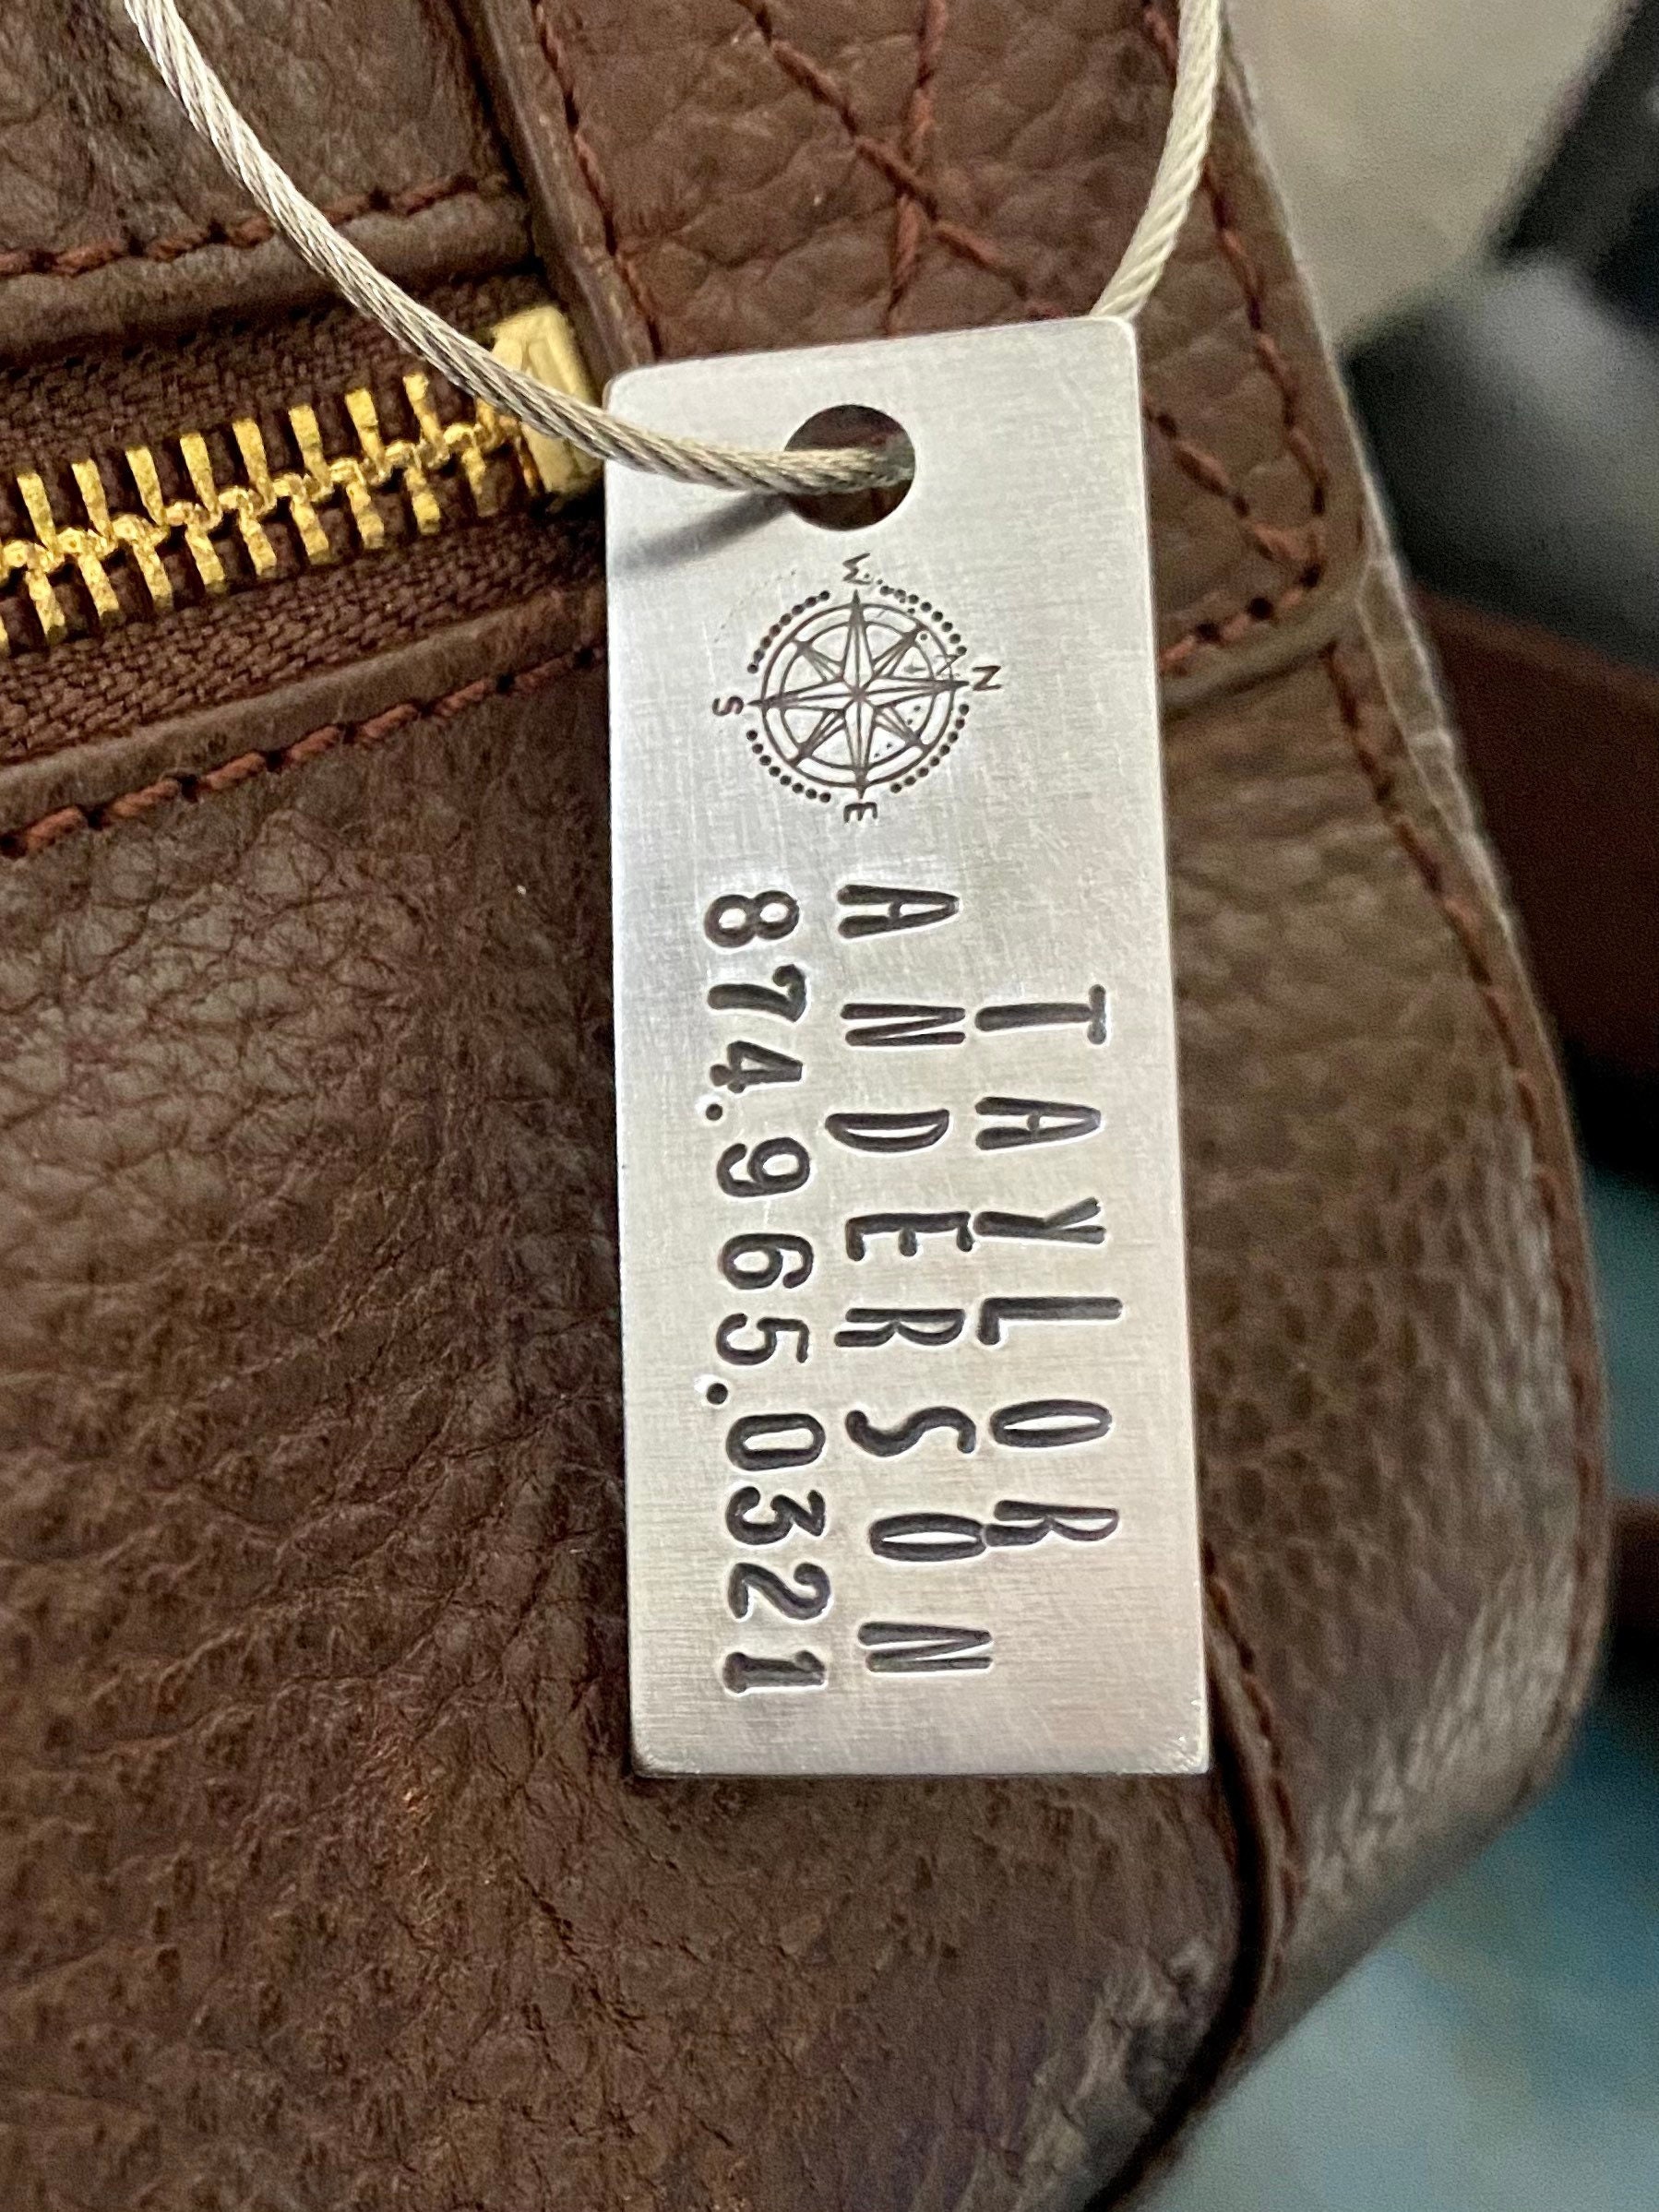 N
W E
S
TAYLOR
ANDERSON
874.965.0321